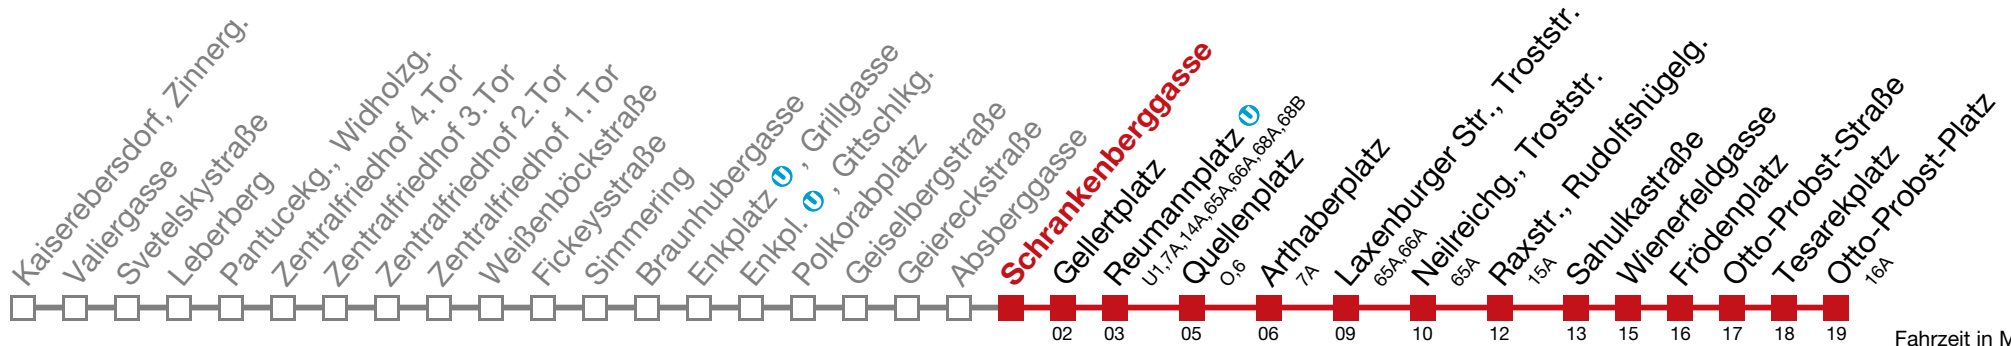 Kaiserebersdorf, Zinnerg.
Valiergasse
Svetelskystraße
Leberberg
Pantucekg., Widholzg.
Zentralfriedhof 4.Tor
Zentralfriedhof 3.Tor
Zentralfriedhof 2.Tor
Zentralfriedhof 1.Tor
Weißenböckstraße
Fickeysstraße
Simmering
Braunhubergasse
Enkplatz U , Grillgasse
Enkpl. U , Gttschlkg.
Polkorabplatz
Geiselbergstraße
Geiereckstraße
Absberggasse
Schrankenberggasse
Gellertplatz
Reumannplatz U
U1,7A,14A,65A,66A,68A,68B
Quellenplatz
O,6
Arthaberplatz
7A
Laxenburger Str., Troststr.
65A,66A
Neilreichg., Troststr.
65A
Raxstr., Rudolfshügelg.
15A
Sahulkastraße
Wienerfeldgasse
Frödenplatz
Otto-Probst-Straße
Tesarekplatz
Otto-Probst-Platz
16A
02 03 05 06 09 10 12 13 15 16 17 18 19
Fahrzeit in M